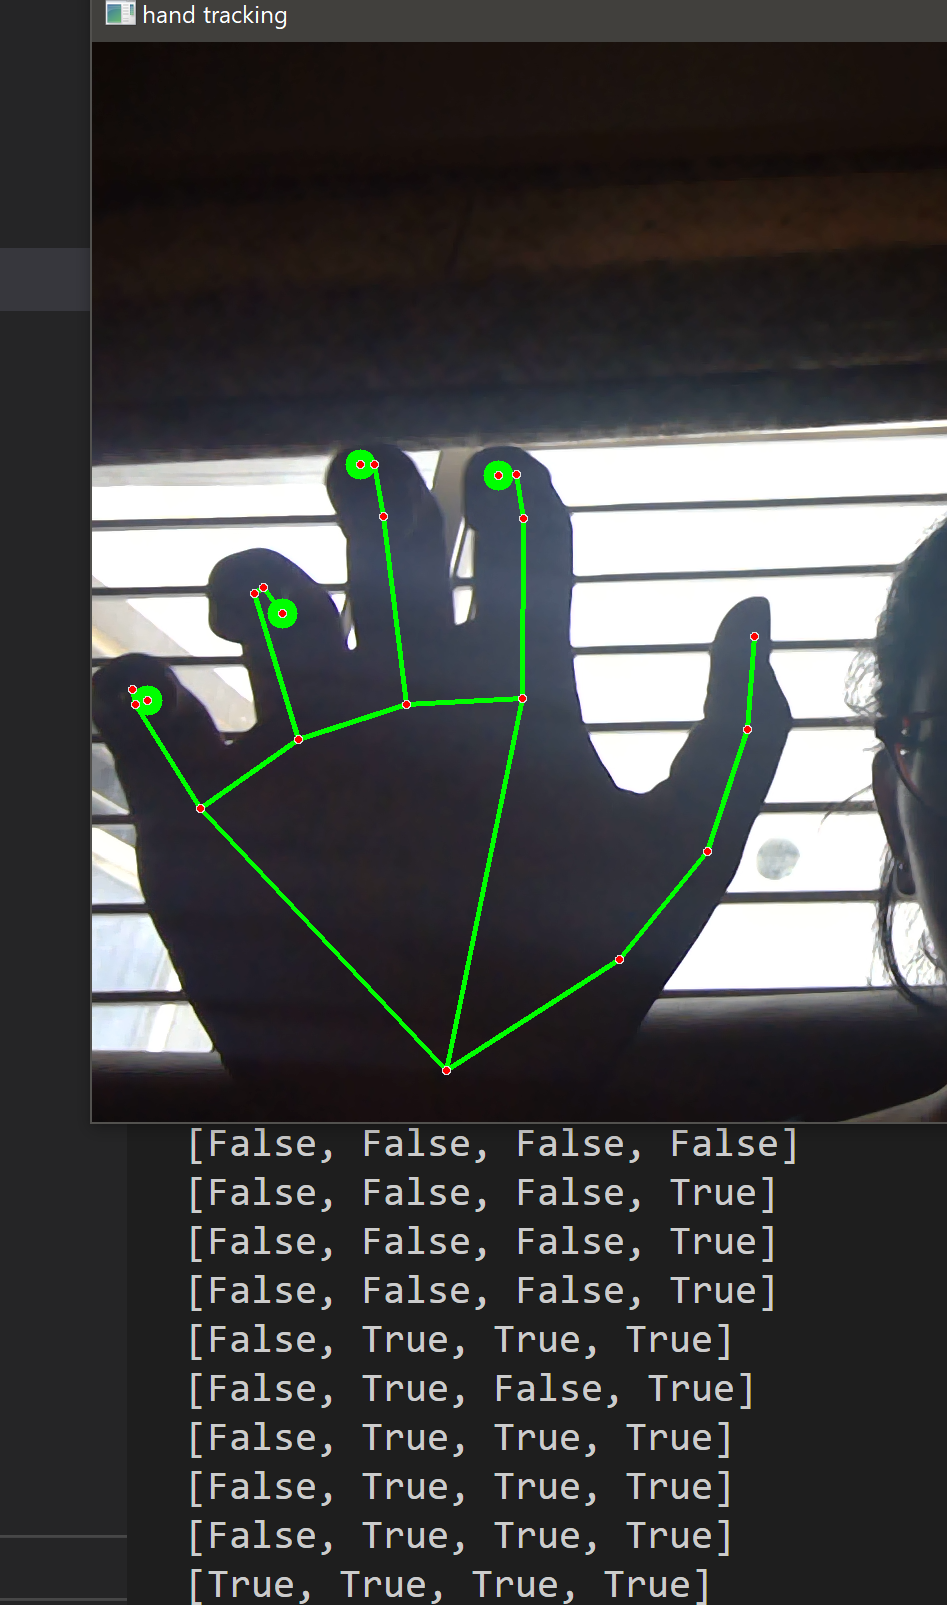 hand tracking
[False, False, False, False]
[False, False, False, True]
[False, False, False, True]
[False, False, False, True]
[False, True, True, True]
[False, True, False, True]
[False, True, True, True]
[False, True, True, True]
[False, True, True, True]
[True, True, True, True]